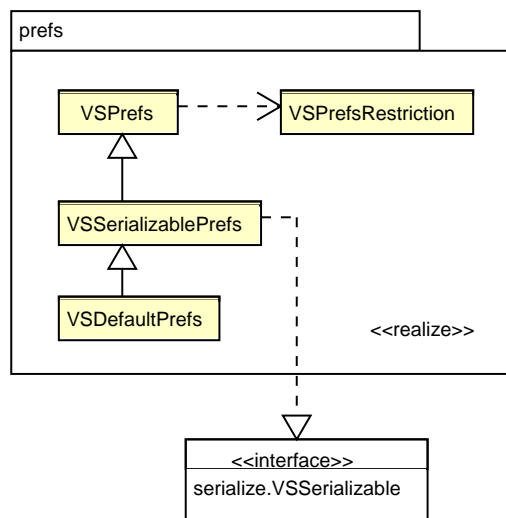 prefs
VSPrefs
VSPrefsRestriction
VSSerializablePrefs
VSDefaultPrefs
<<realize>>
<<interface>>
serialize.VSSerializable